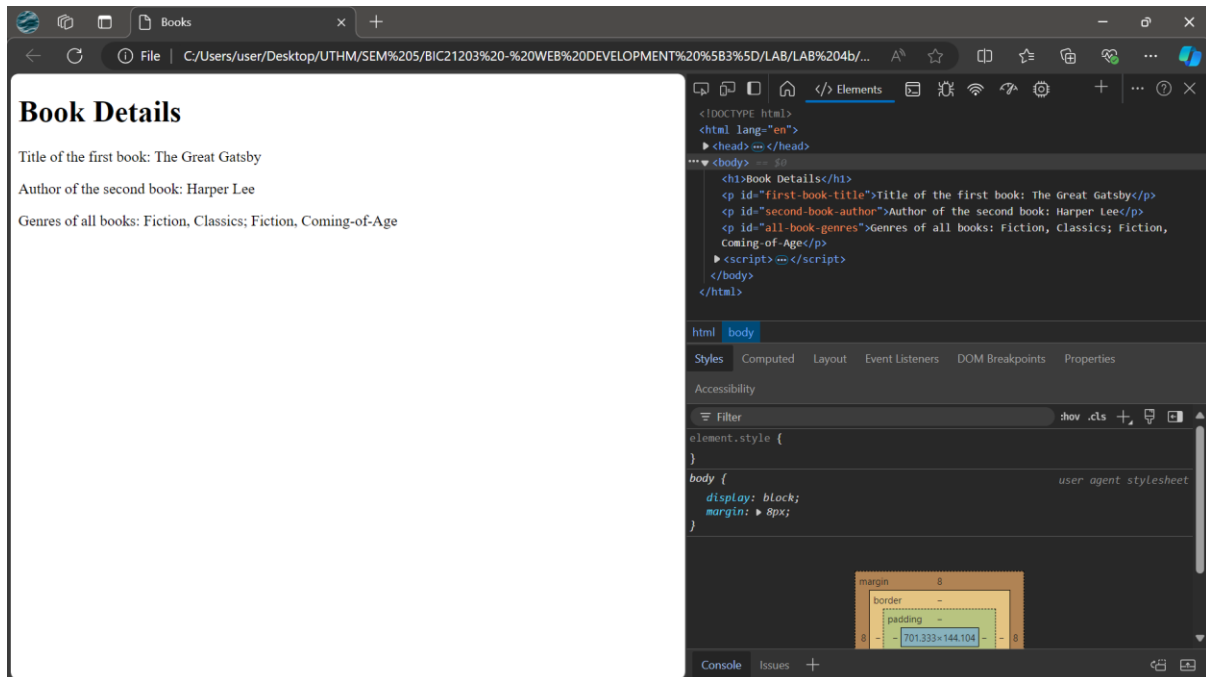 Books
File | C:/Users/user/Desktop/UTHM/SEM%205/BIC21203%20-%20WEB%20DEVELOPMENT%20%5B3%5D/LAB/LAB%204b/...
Book Details
Title of the first book: The Great Gatsby
Author of the second book: Harper Lee
Genres of all books: Fiction, Classics; Fiction, Coming-of-Age
</> Elements
<!DOCTYPE html>
<html lang="en">
<head> ... </head>
... <body> == $0
<h1>Book Details</h1>
<p id="first-book-title">Title of the first book: The Great Gatsby</p>
<p id="second-book-author">Author of the second book: Harper Lee</p>
<p id="all-book-genres">Genres of all books: Fiction, Classics; Fiction,
Coming-of-Age</p>
<script> ... </script>
</body>
</html>
html body
Styles Computed Layout Event Listeners DOM Breakpoints Properties
Accessibility
Filter :hov .cls
element.style {
}
body { user agent stylesheet
display: block;
margin: 8px;
}
margin 8
border -
padding -
8 - - 701.333×144.104 - - 8
Console Issues